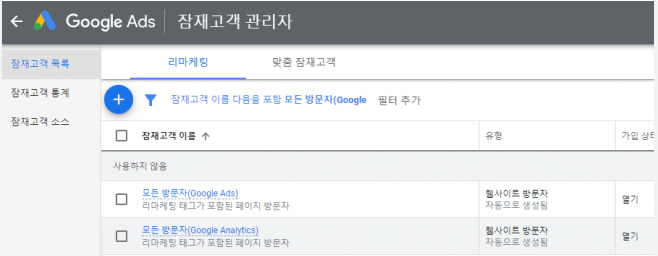 Google Ads 잠재고객 관리자
잠재고객 목록
잠재고객 통계
잠재고객 소스
리마케팅 맞춤 잠재고객
잠재고객 이름 다음을 포함 모든 방문자(Google 필터 추가
잠재고객 이름 유형 가입 상태
사용하지 않음
모든 방문자(Google Ads) 웹사이트 방문자 열기
리마케팅 태그가 포함된 페이지 방문자 자동으로 생성됨
모든 방문자(Google Analytics) 웹사이트 방문자 열기
리마케팅 태그가 포함된 페이지 방문자 자동으로 생성됨